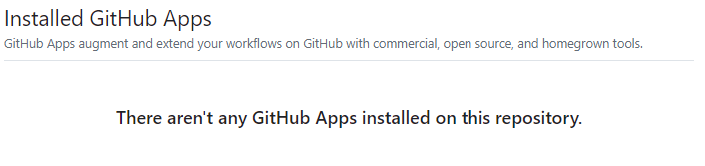 Installed GitHub Apps
GitHub Apps augment and extend your workflows on GitHub with commercial, open source, and homegrown tools.
There aren't any GitHub Apps installed on this repository.